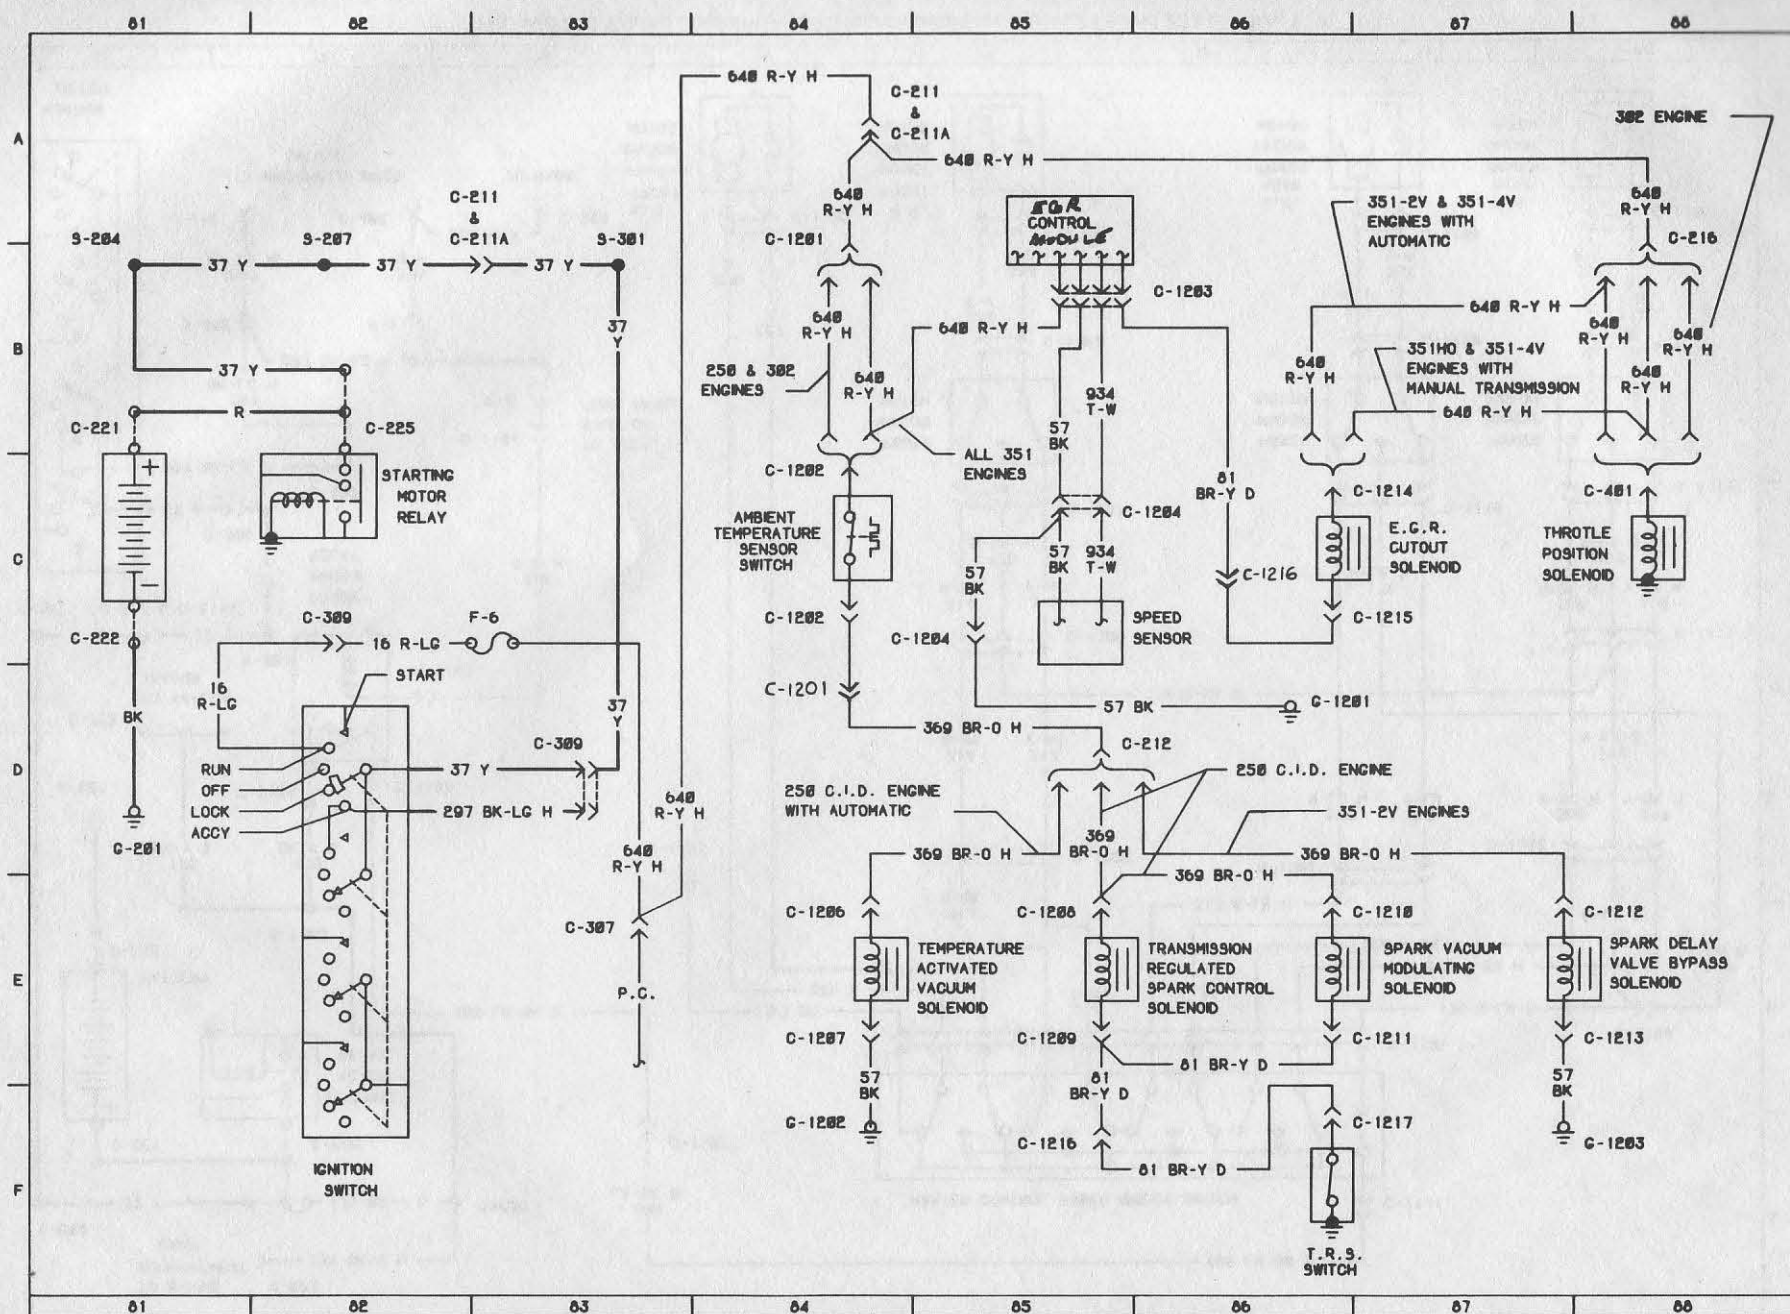 81 82 83 84 85 86 87 88
A
B
C
D
E
F
640 R-Y H
C-211
&
C-211A
302 ENGINE
640 R-Y H
640
R-Y H
EGR
CONTROL
MODULE
351-2V & 351-4V
ENGINES WITH
AUTOMATIC
640
R-Y H
C-211
&
C-211A
S-204
S-207
S-301
C-1201
C-216
37 Y
37 Y
37 Y
C-1203
37
Y
640
R-Y H
640 R-Y H
640 R-Y H
640
R-Y H
640
R-Y H
351HO & 351-4V
ENGINES WITH
MANUAL TRANSMISSION
37 Y
250 & 302
ENGINES
640
R-Y H
934
T-W
640
R-Y H
640
R-Y H
R
640 R-Y H
C-221
C-225
57
BK
ALL 351
ENGINES
STARTING
MOTOR
RELAY
C-1202
81
BR-Y D
C-1214
C-401
AMBIENT
TEMPERATURE
SENSOR
SWITCH
C-1204
E.G.R.
CUTOUT
SOLENOID
THROTTLE
POSITION
SOLENOID
57
BK
57
BK
934
T-W
C-1216
C-309
F-6
C-1202
C-1204
SPEED
SENSOR
C-1215
C-222
16 R-LG
START
16
R-LG
C-1201
BK
37
Y
57 BK
G-1201
369 BR-O H
C-309
C-212
RUN
OFF
LOCK
ACCY
37 Y
297 BK-LG H
640
R-Y H
250 C.I.D. ENGINE
WITH AUTOMATIC
250 C.I.D. ENGINE
351-2V ENGINES
G-201
640
R-Y H
369 BR-O H
369
BR-O H
369 BR-O H
369 BR-O H
C-307
C-1206
C-1208
C-1210
C-1212
P.C.
TEMPERATURE
ACTIVATED
VACUUM
SOLENOID
TRANSMISSION
REGULATED
SPARK CONTROL
SOLENOID
SPARK VACUUM
MODULATING
SOLENOID
SPARK DELAY
VALVE BYPASS
SOLENOID
C-1207
C-1209
C-1211
C-1213
81 BR-Y D
57
BK
81
BR-Y D
57
BK
G-1202
C-1216
C-1217
G-1203
81 BR-Y D
IGNITION
SWITCH
T.R.S.
SWITCH
81 82 83 84 85 86 87 88